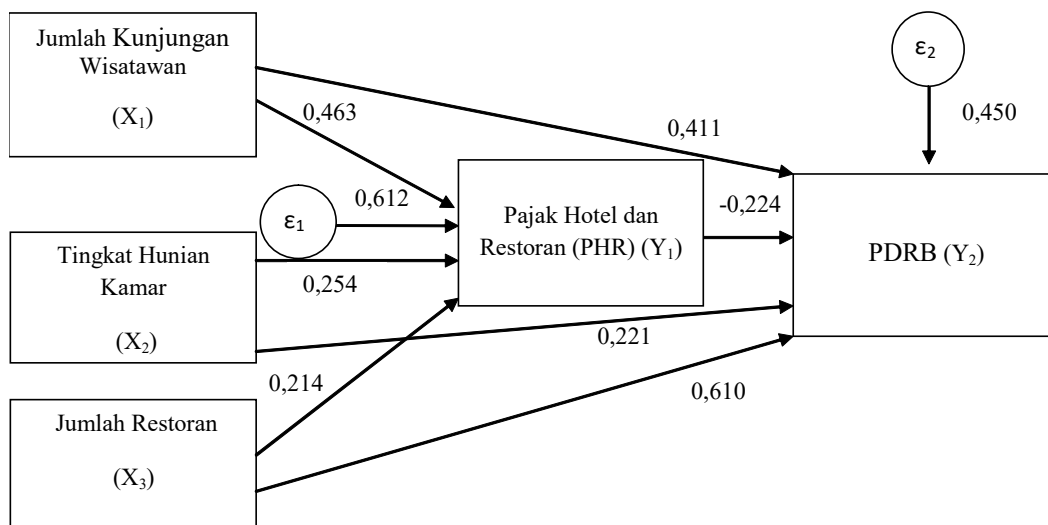 Jumlah Kunjungan
Wisatawan
(X₁)
ε₂
0,463
0,411
0,450
ε₁
0,612
Pajak Hotel dan
Restoran (PHR) (Y₁)
-0,224
PDRB (Y₂)
Tingkat Hunian
Kamar
(X₂)
0,254
0,221
0,214
0,610
Jumlah Restoran
(X₃)